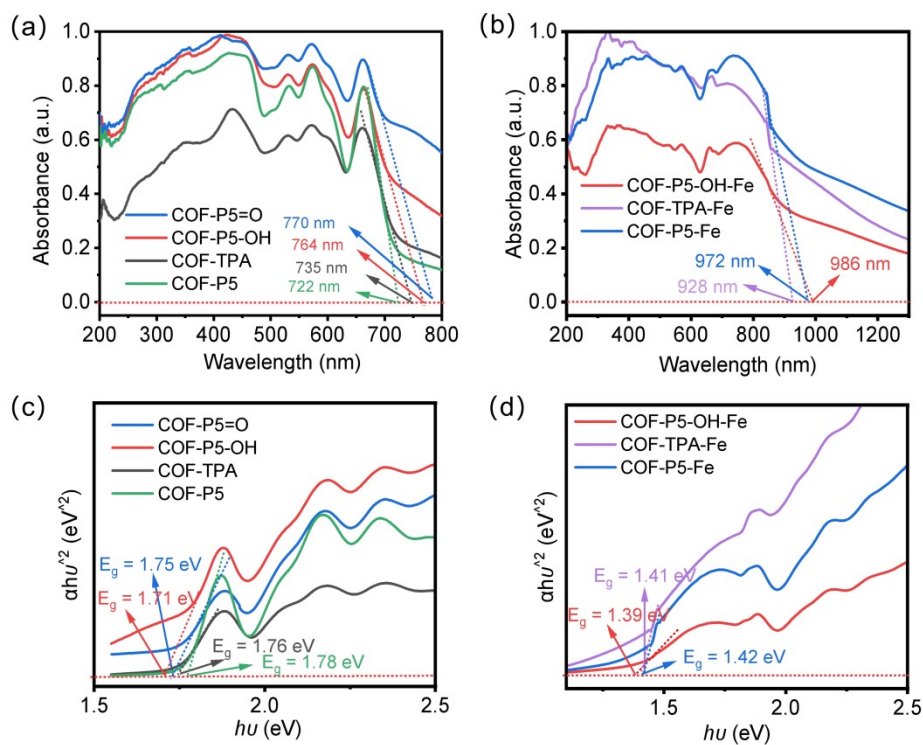 (a)
1.0
0.8
0.6
0.4
0.2
0.0
Absorbance (a.u.)
COF-P5=O
COF-P5-OH
COF-TPA
COF-P5
770 nm
764 nm
735 nm
722 nm
200 300 400 500 600 700 800
Wavelength (nm)
(b)
1.0
0.8
0.6
0.4
0.2
0.0
Absorbance (a.u.)
COF-P5-OH-Fe
COF-TPA-Fe
COF-P5-Fe
972 nm
986 nm
928 nm
200 400 600 800 1000 1200
Wavelength (nm)
(c)
αhυ^2 (eV^2)
COF-P5=O
COF-P5-OH
COF-TPA
COF-P5
Eg = 1.75 eV
Eg = 1.71 eV
Eg = 1.76 eV
Eg = 1.78 eV
1.5 2.0 2.5
hυ (eV)
(d)
αhυ^2 (eV^2)
COF-P5-OH-Fe
COF-TPA-Fe
COF-P5-Fe
Eg = 1.41 eV
Eg = 1.39 eV
Eg = 1.42 eV
1.5 2.0 2.5
hυ (eV)